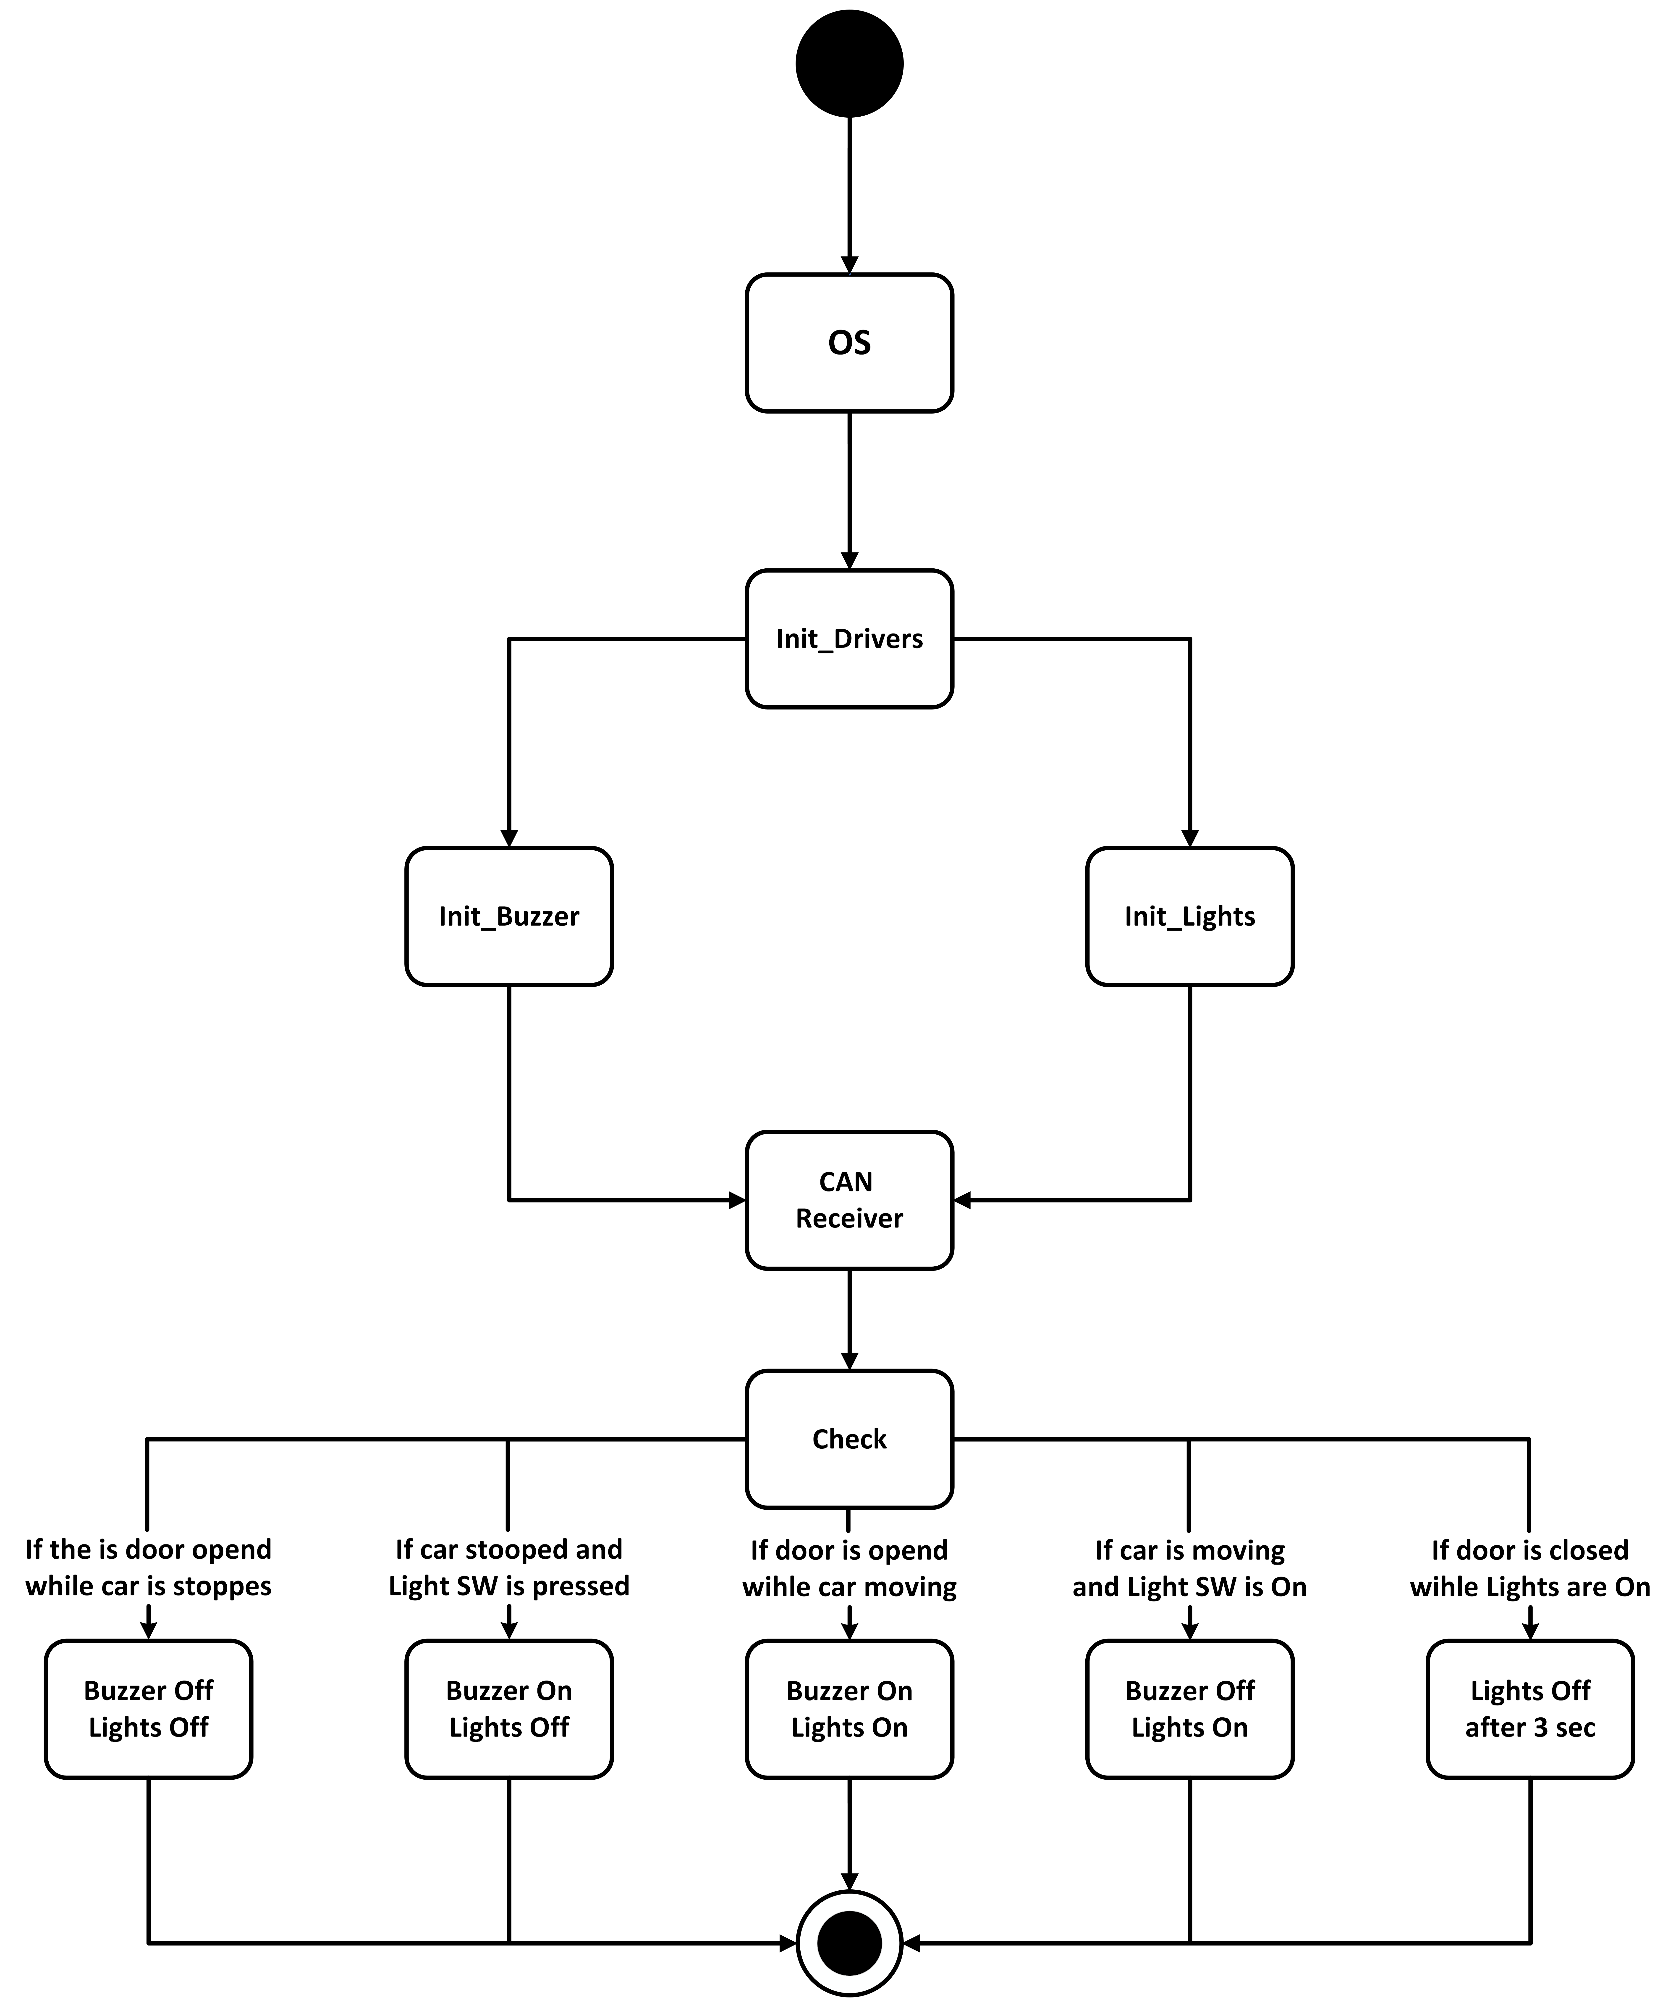 OS
Init_Drivers
Init_Buzzer
Init_Lights
CAN
Receiver
Check
If the is door opend
while car is stoppes
If car stooped and
Light SW is pressed
If door is opend
wihle car moving
If car is moving
and Light SW is On
If door is closed
wihle Lights are On
Buzzer Off
Lights Off
Buzzer On
Lights Off
Buzzer On
Lights On
Buzzer Off
Lights On
Lights Off
after 3 sec